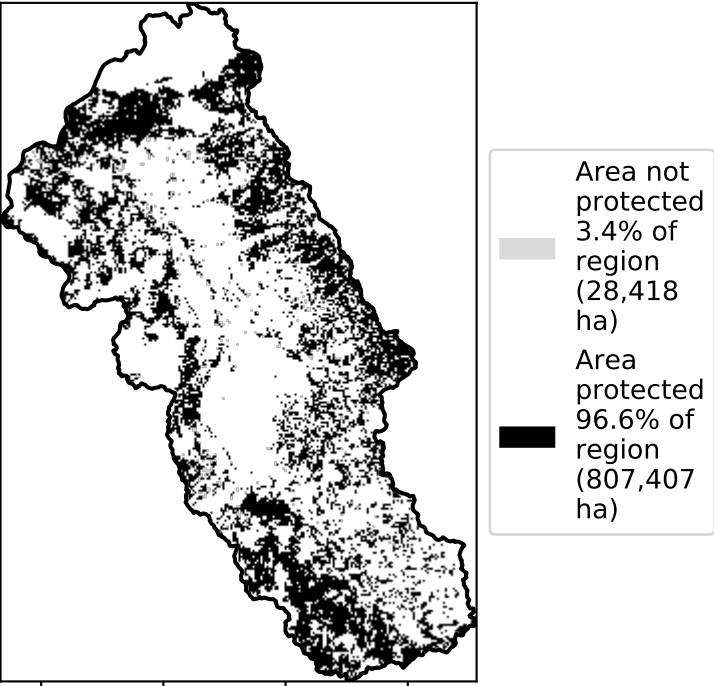 Area not
protected
3.4% of
region
(28,418
ha)
Area
protected
96.6% of
region
(807,407
ha)